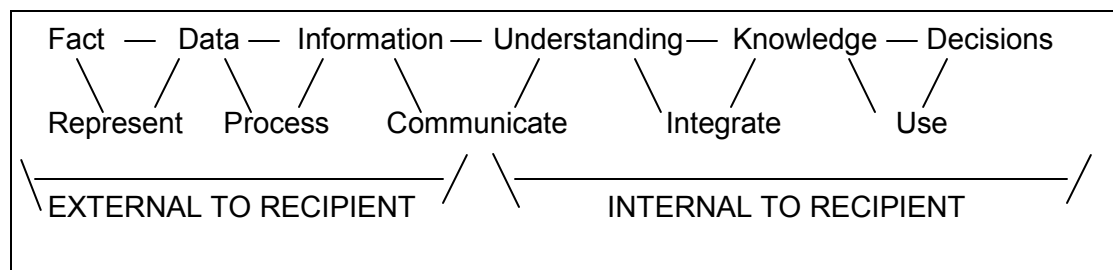 Fact — Data — Information — Understanding — Knowledge — Decisions
Represent Process Communicate Integrate Use
EXTERNAL TO RECIPIENT INTERNAL TO RECIPIENT